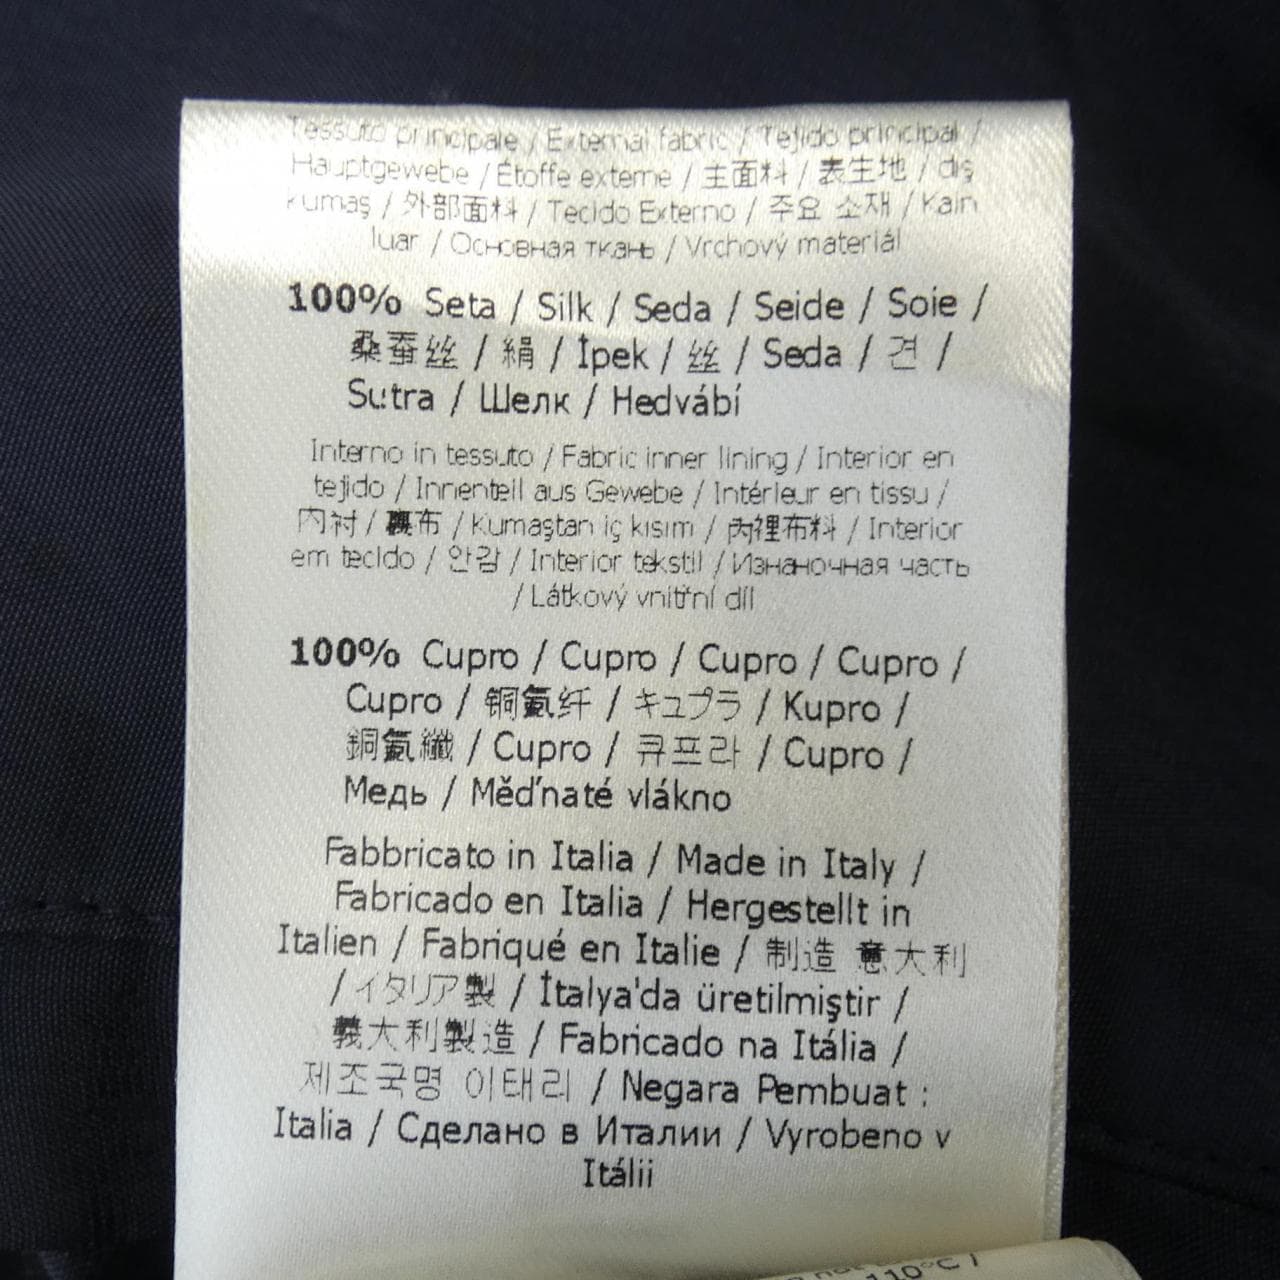 Tessuto principale / External fabric / Tejido principal /
Hauptgewebe / Étoffe externe / 主面料 / 表生地 / dış
kumaş / 外部面料 / Tecido Externo / 주요 소재 / Kain
luar / Основная ткань / Vrchový materiál
100% Seta / Silk / Seda / Seide / Soie /
桑蚕丝 / 絹 / İpek / 丝 / Seda / 견 /
Sutra / Шелк / Hedvábí
Interno in tessuto / Fabric inner lining / Interior en
tejido / Innenteil aus Gewebe / Intérieur en tissu /
内衬 / 裏布 / Kumaştan iç kısım / 內裡布料 / Interior
em tecido / 안감 / Interior tekstil / Изнаночная часть
/ Látkový vnitřní díl
100% Cupro / Cupro / Cupro / Cupro /
Cupro / 铜氨纤 / キュプラ / Kupro /
銅氨纖 / Cupro / 큐프라 / Cupro /
Медь / Měďnaté vlákno
Fabbricato in Italia / Made in Italy /
Fabricado en Italia / Hergestellt in
Italien / Fabriqué en Italie / 制造 意大利
/ イタリア製 / İtalya'da üretilmiştir /
義大利製造 / Fabricado na Itália /
제조국명 이태리 / Negara Pembuat :
Italia / Сделано в Италии / Vyrobeno v
Itálii
not
110°C /